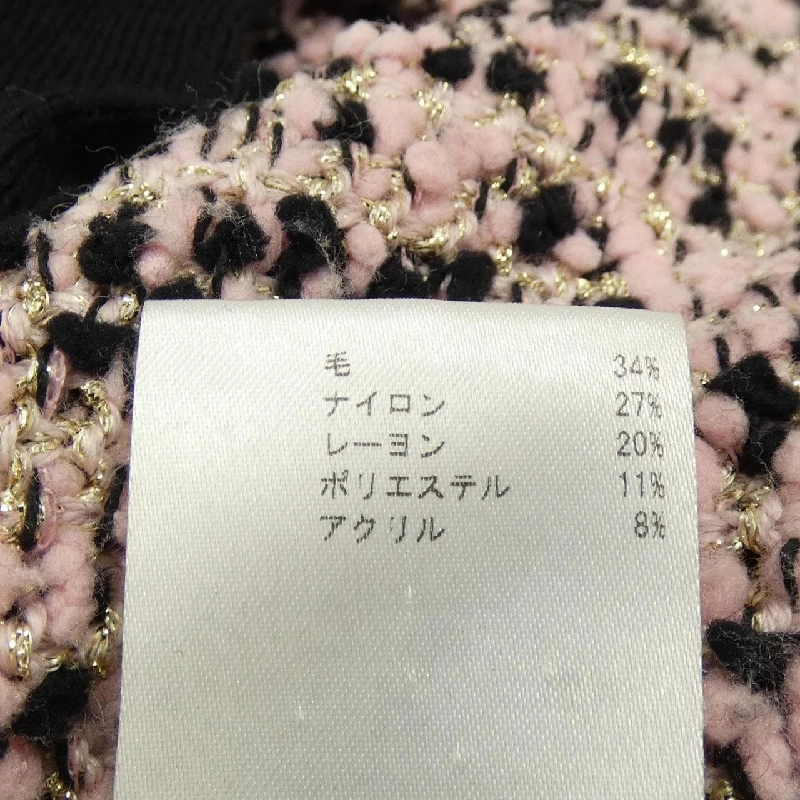 毛 34%
ナイロン 27%
レーヨン 20%
ポリエステル 11%
アクリル 8%